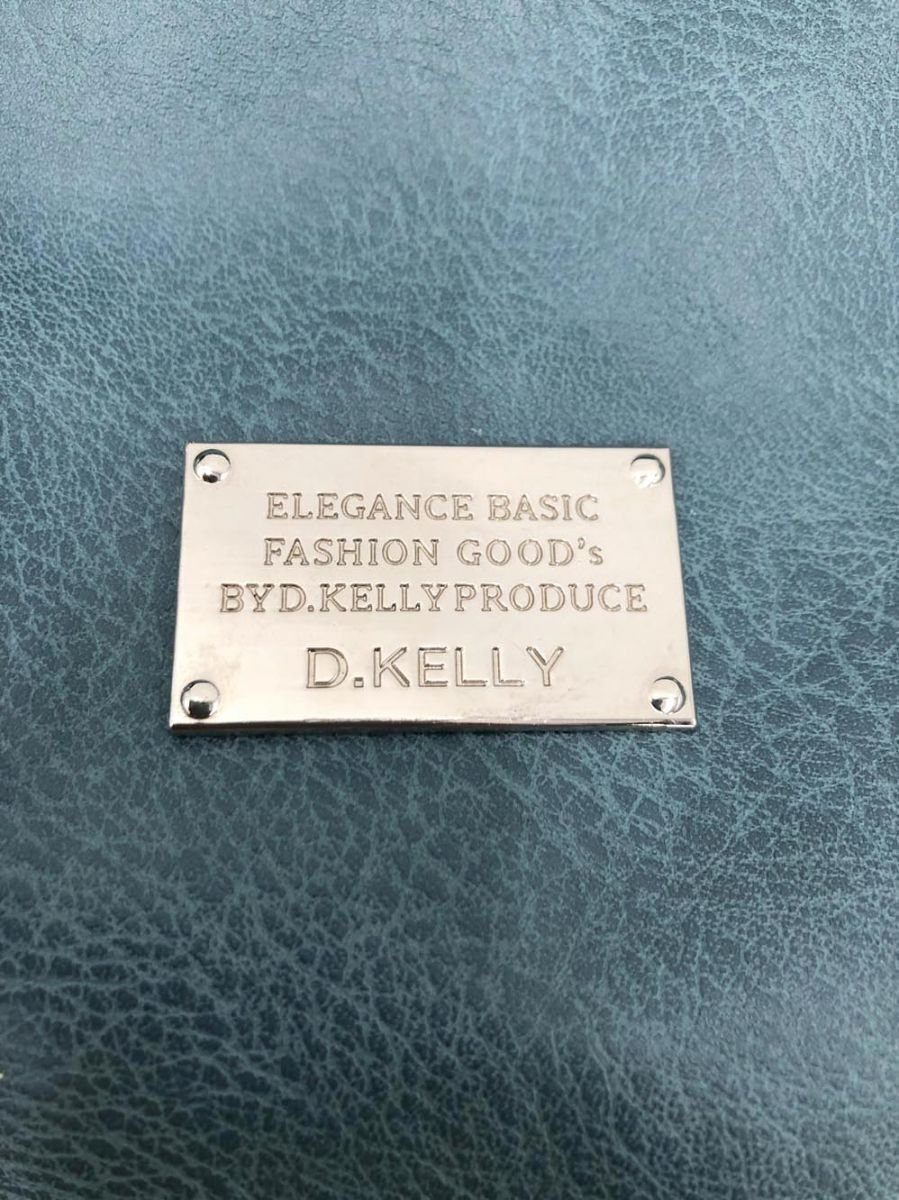 ELEGANCE BASIC
FASHION GOOD's
BYD.KELLYPRODUCE
D.KELLY